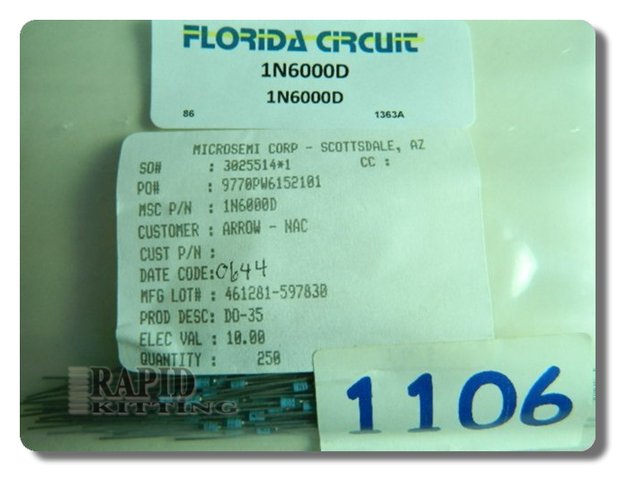 FLORIDA CIRCUIT
1N6000D
1N6000D
86 1363A
MICROSEMI CORP - SCOTTSDALE, AZ
SO# : 3025514*1 CC :
PO# : 9770PW6152101
MSC P/N : 1N6000D
CUSTOMER : ARROW - NAC
CUST P/N :
DATE CODE:0644
MFG LOT# : 461281-597830
PROD DESC: DO-35
ELEC VAL : 10.00
QUANTITY : 250
RAPID
KITTING
1106